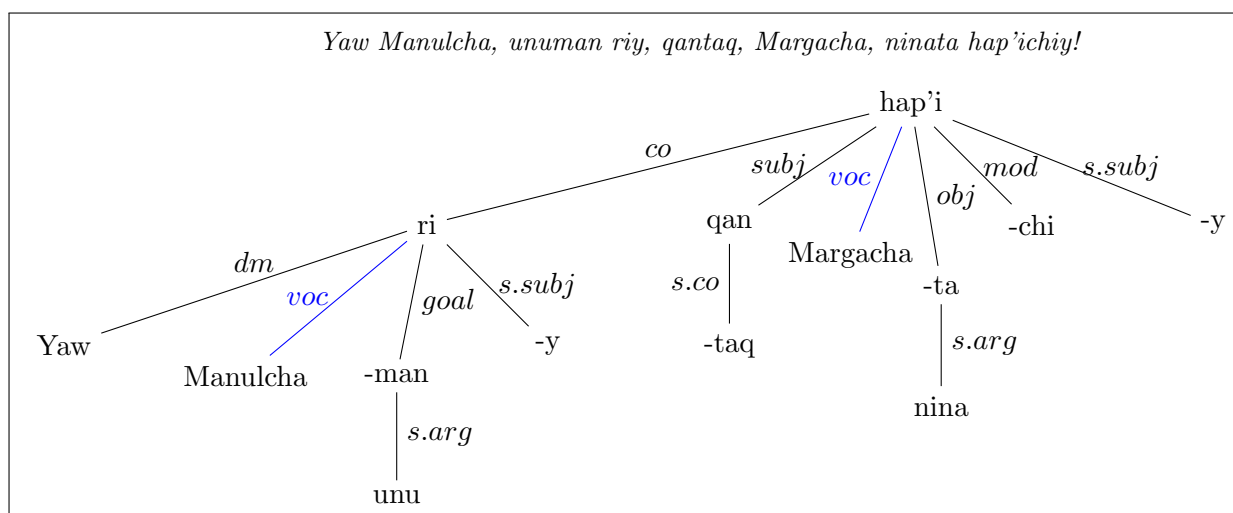 Yaw Manulcha, unuman riy, qantaq, Margacha, ninata hap'ichiy!
hap'i
co
subj
voc
obj
mod
s.subj
ri
qan
Margacha
-chi
-y
dm
voc
goal
s.subj
s.co
-ta
Yaw
Manulcha
-man
-y
-taq
s.arg
nina
s.arg
unu